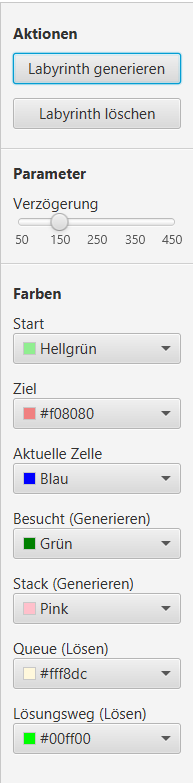 Aktionen
Labyrinth generieren
Labyrinth löschen
Parameter
Verzögerung
50 150 250 350 450
Farben
Start
Hellgrün
Ziel
#f08080
Aktuelle Zelle
Blau
Besucht (Generieren)
Grün
Stack (Generieren)
Pink
Queue (Lösen)
#fff8dc
Lösungsweg (Lösen)
#00ff00